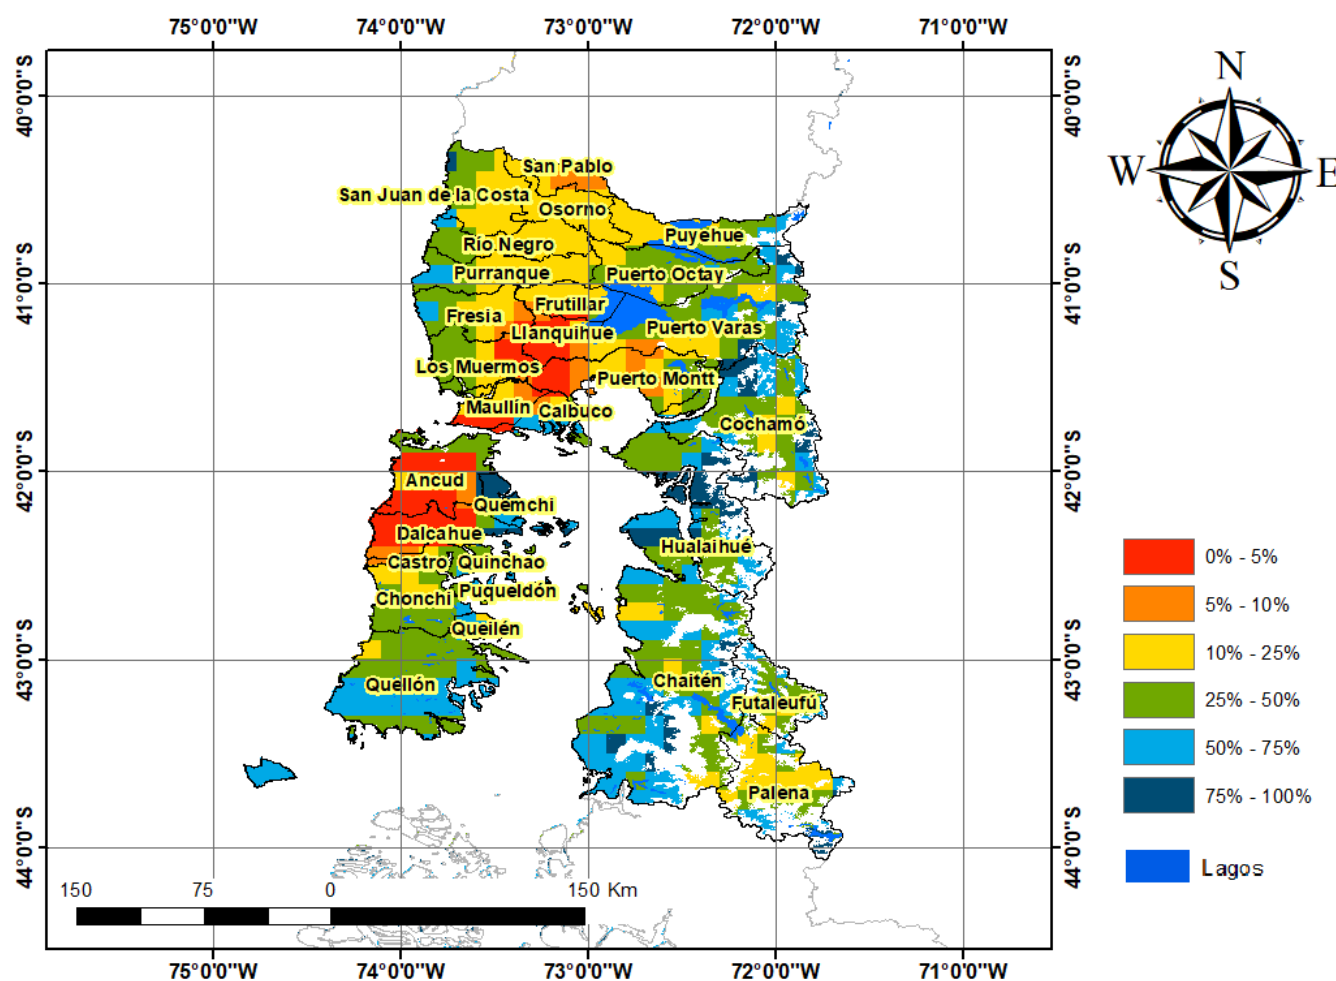 75°0'0"W 74°0'0"W 73°0'0"W 72°0'0"W 71°0'0"W
40°0'0"S
40°0'0"S
41°0'0"S
41°0'0"S
42°0'0"S
42°0'0"S
43°0'0"S
43°0'0"S
44°0'0"S
44°0'0"S
San Pablo
San Juan de la Costa
Osorno
Puyehue
Río Negro
Purranque
Puerto Octay
Frutillar
Fresia
Llanquihue
Puerto Varas
Los Muermos
Puerto Montt
Maullín
Calbuco
Cochamó
Ancud
Quemchi
Dalcahue
Hualaihué
Castro
Quinchao
Chonchi
Puqueldón
Queilén
Quellón
Chaitén
Futaleufú
Palena
150 75 0 150 Km
75°0'0"W 74°0'0"W 73°0'0"W 72°0'0"W 71°0'0"W
N
W
E
S
0% - 5%
5% - 10%
10% - 25%
25% - 50%
50% - 75%
75% - 100%
Lagos